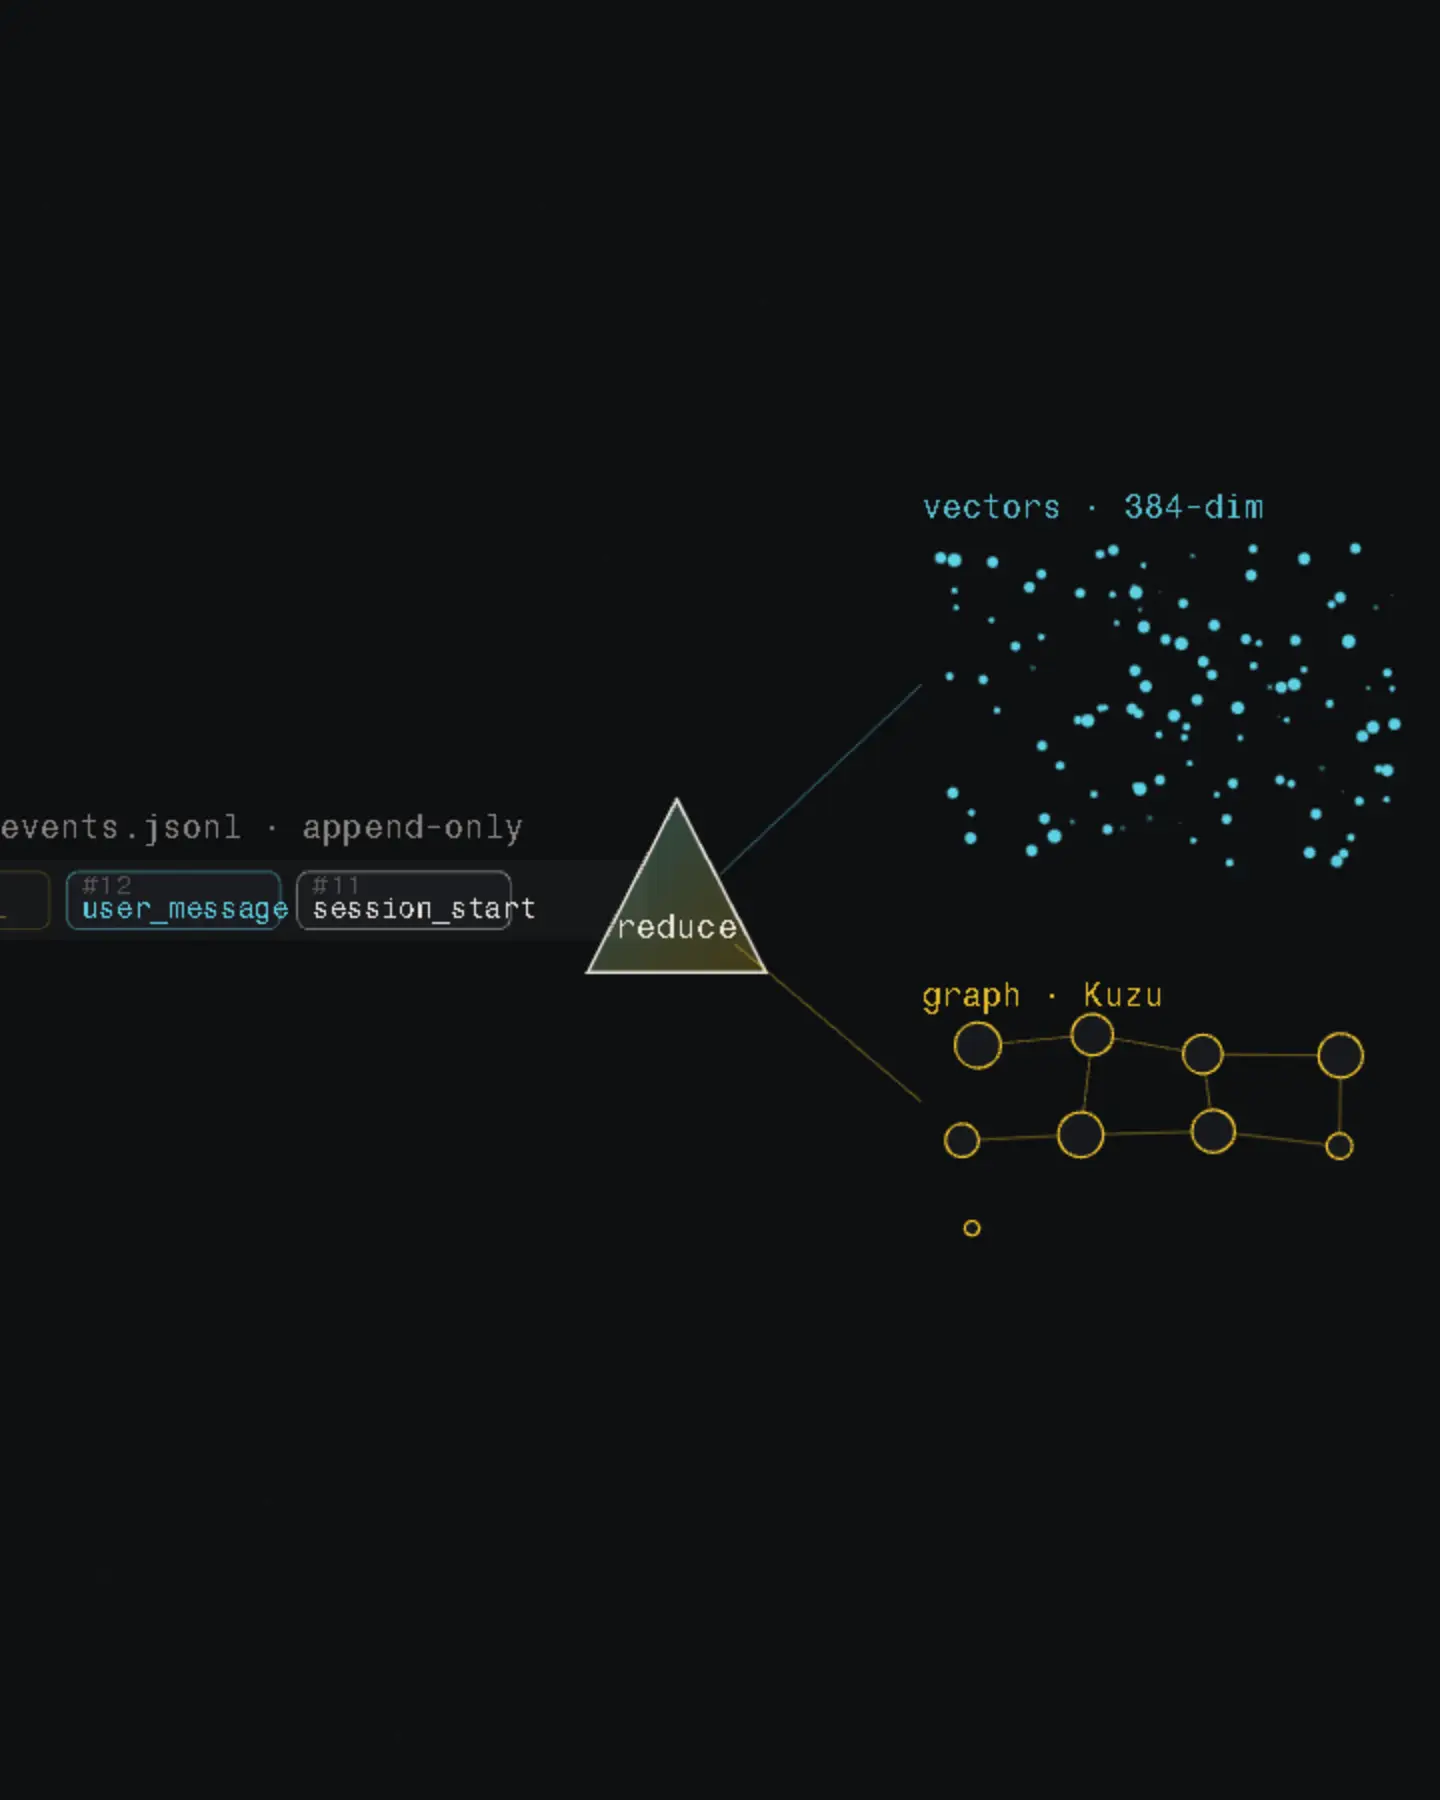 vectors · 384-dim
events.jsonl · append-only
#12
user_message
#11
session_start
reduce
graph · Kuzu